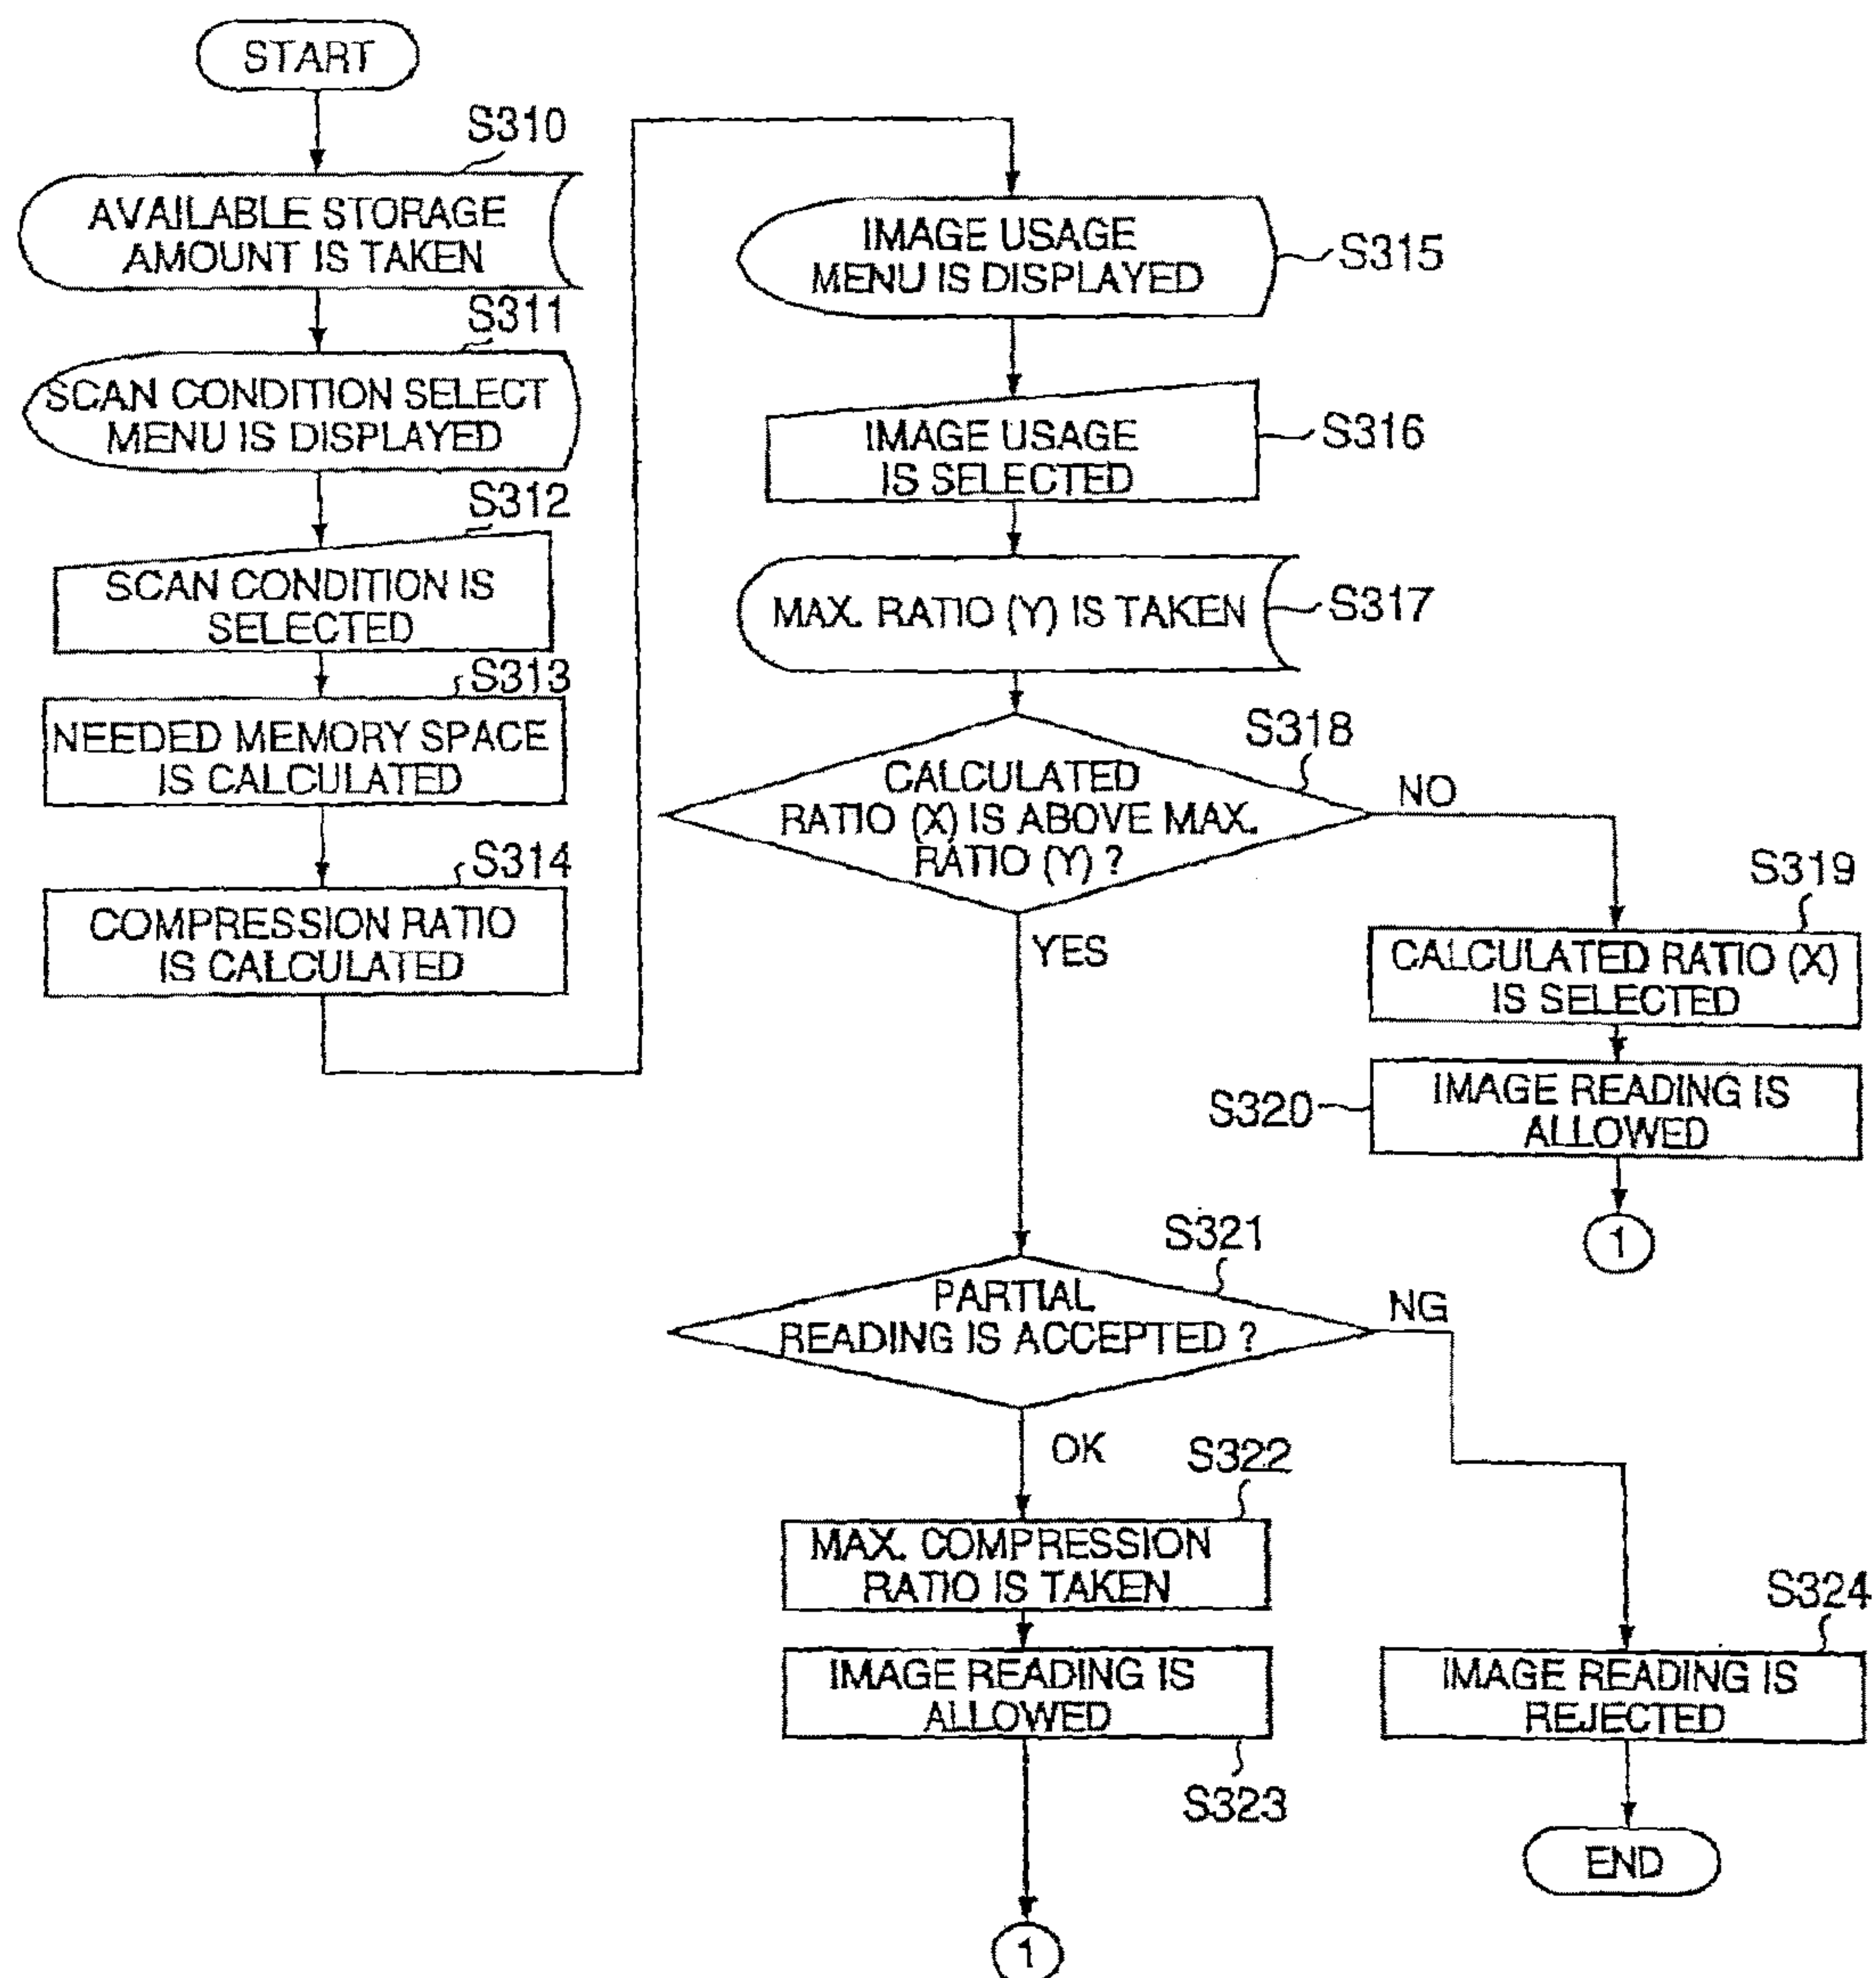 START
S310
AVAILABLE STORAGE
AMOUNT IS TAKEN
S311
SCAN CONDITION SELECT
MENU IS DISPLAYED
S312
SCAN CONDITION IS
SELECTED
S313
NEEDED MEMORY SPACE
IS CALCULATED
S314
COMPRESSION RATIO
IS CALCULATED
IMAGE USAGE
MENU IS DISPLAYED
S315
IMAGE USAGE
IS SELECTED
S316
MAX. RATIO (Y) IS TAKEN
S317
S318
CALCULATED
RATIO (X) IS ABOVE MAX.
RATIO (Y) ?
NO
YES
S319
CALCULATED RATIO (X)
IS SELECTED
S320
IMAGE READING IS
ALLOWED
1
S321
PARTIAL
READING IS ACCEPTED ?
NG
OK
S322
MAX. COMPRESSION
RATIO IS TAKEN
IMAGE READING IS
ALLOWED
S323
1
S324
IMAGE READING IS
REJECTED
END